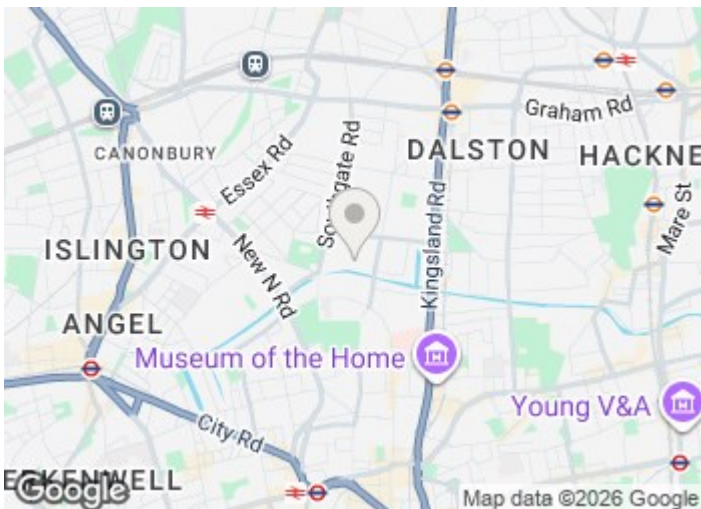 Graham Rd
CANONBURY
Essex Rd
Southgate Rd
DALSTON
HACKNE
Mare St
ISLINGTON
New N Rd
Kingsland Rd
ANGEL
Museum of the Home
Young V&A
City Rd
ERKENWELL
Google
Map data ©2026 Google